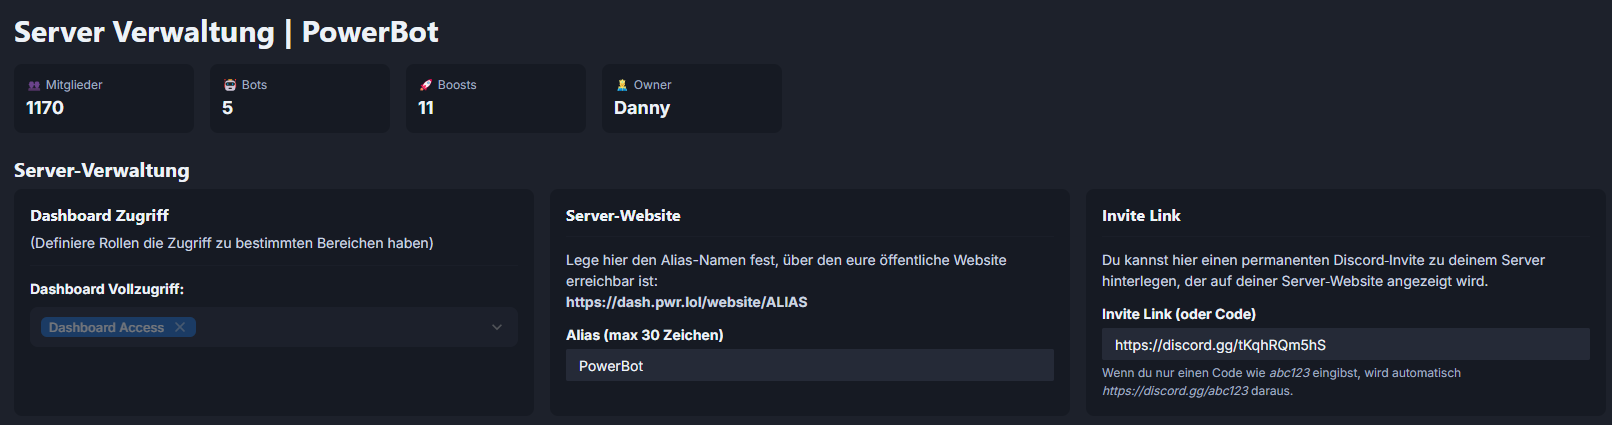 Server Verwaltung | PowerBot
Mitglieder
1170
Bots
5
Boosts
11
Owner
Danny
Server-Verwaltung
Dashboard Zugriff
(Definiere Rollen die Zugriff zu bestimmten Bereichen haben)
Dashboard Vollzugriff:
Dashboard Access
Server-Website
Lege hier den Alias-Namen fest, über den eure öffentliche Website
erreichbar ist:
https://dash.pwr.lol/website/ALIAS
Alias (max 30 Zeichen)
PowerBot
Invite Link
Du kannst hier einen permanenten Discord-Invite zu deinem Server
hinterlegen, der auf deiner Server-Website angezeigt wird.
Invite Link (oder Code)
https://discord.gg/tKqhRQm5hS
Wenn du nur einen Code wie abc123 eingibst, wird automatisch
https://discord.gg/abc123 daraus.